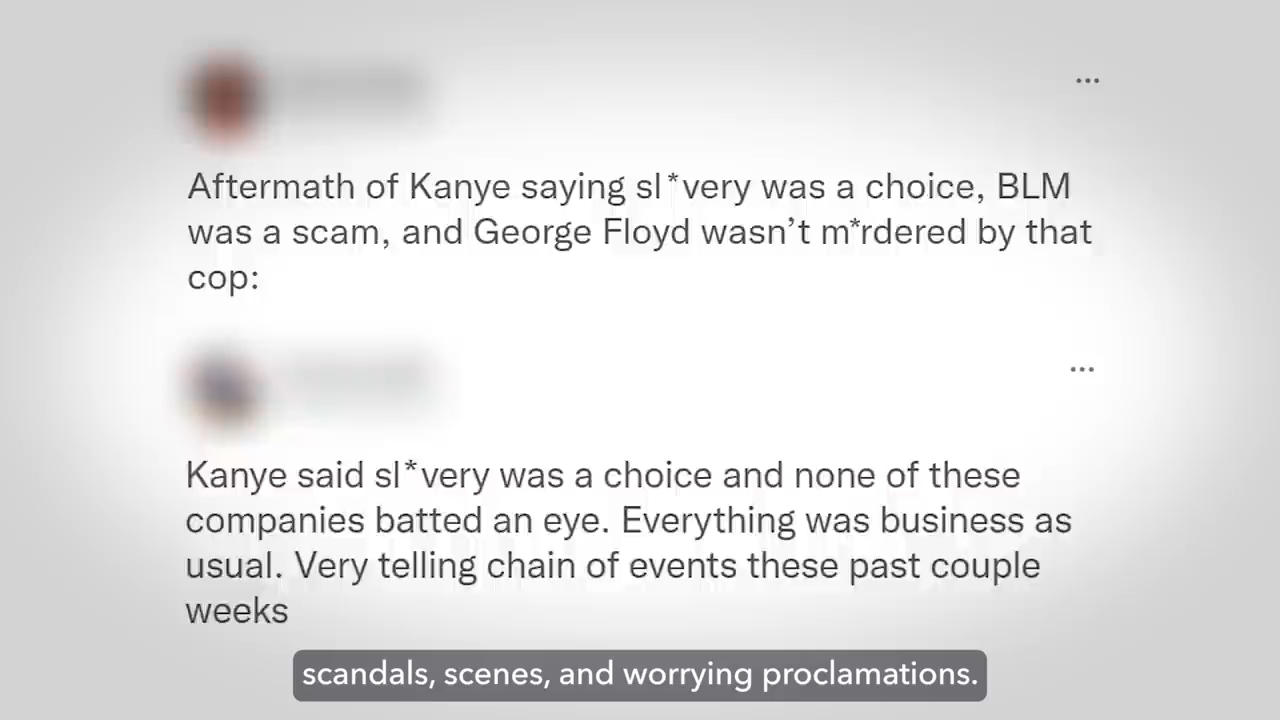 Aftermath of Kanye saying sl*very was a choice, BLM
was a scam, and George Floyd wasn’t m*rdered by that
cop:
Kanye said sl*very was a choice and none of these
companies batted an eye. Everything was business as
usual. Very telling chain of events these past couple
weeks
scandals, scenes, and worrying proclamations.